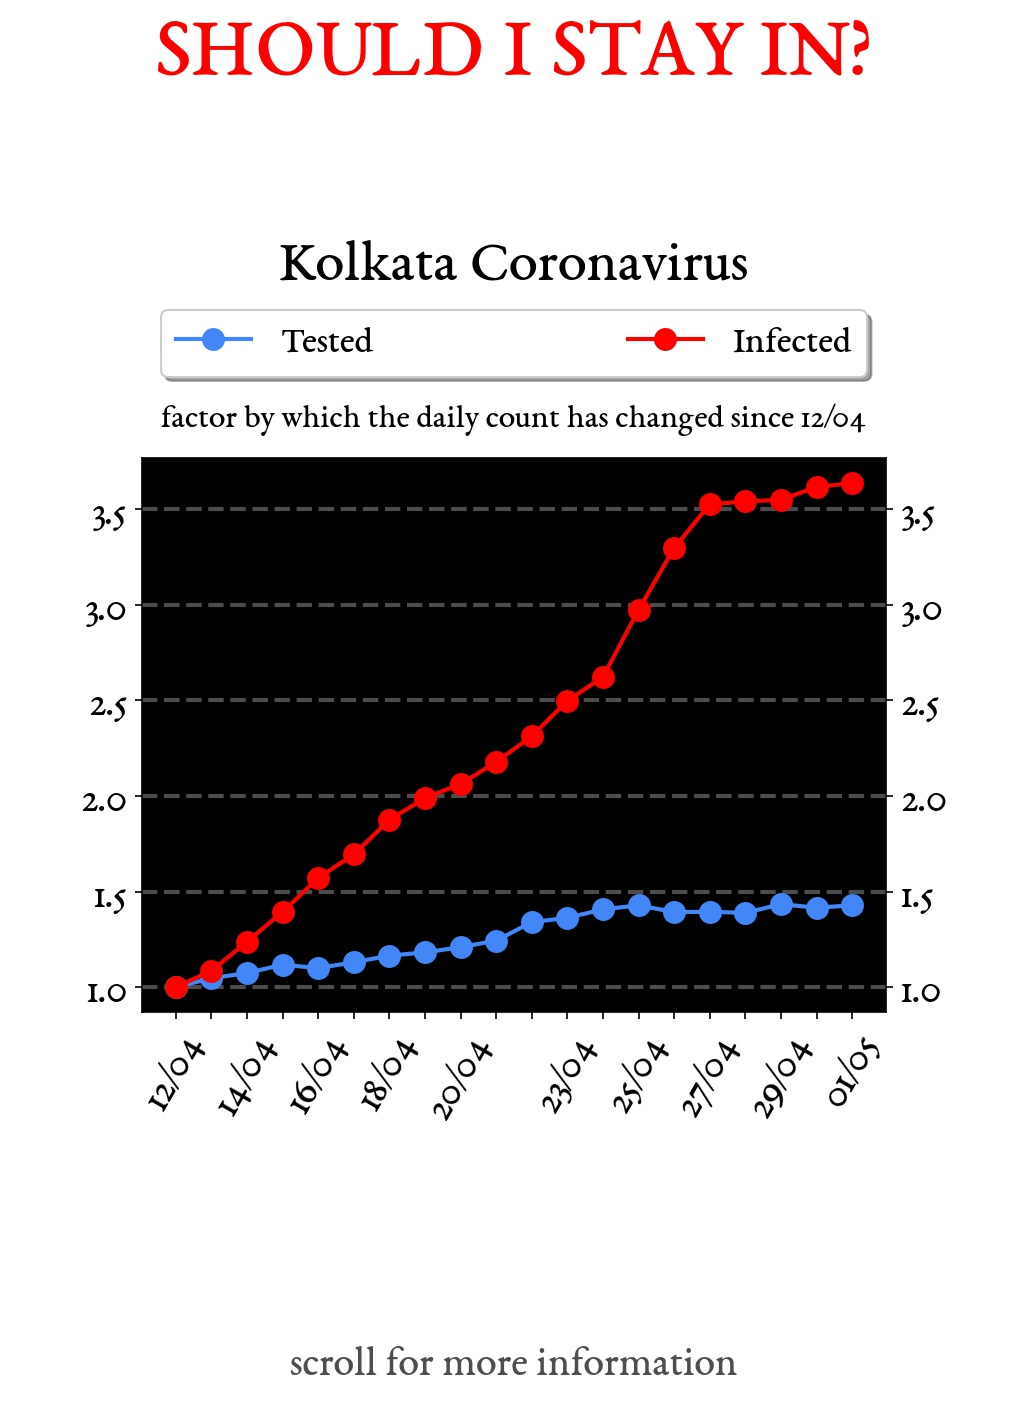 SHOULD I STAY IN?
Kolkata Coronavirus
Tested Infected
factor by which the daily count has changed since 12/04
3.5 3.5
3.0 3.0
2.5 2.5
2.0 2.0
1.5 1.5
1.0 1.0
12/04 14/04 16/04 18/04 20/04 23/04 25/04 27/04 29/04 01/05
scroll for more information